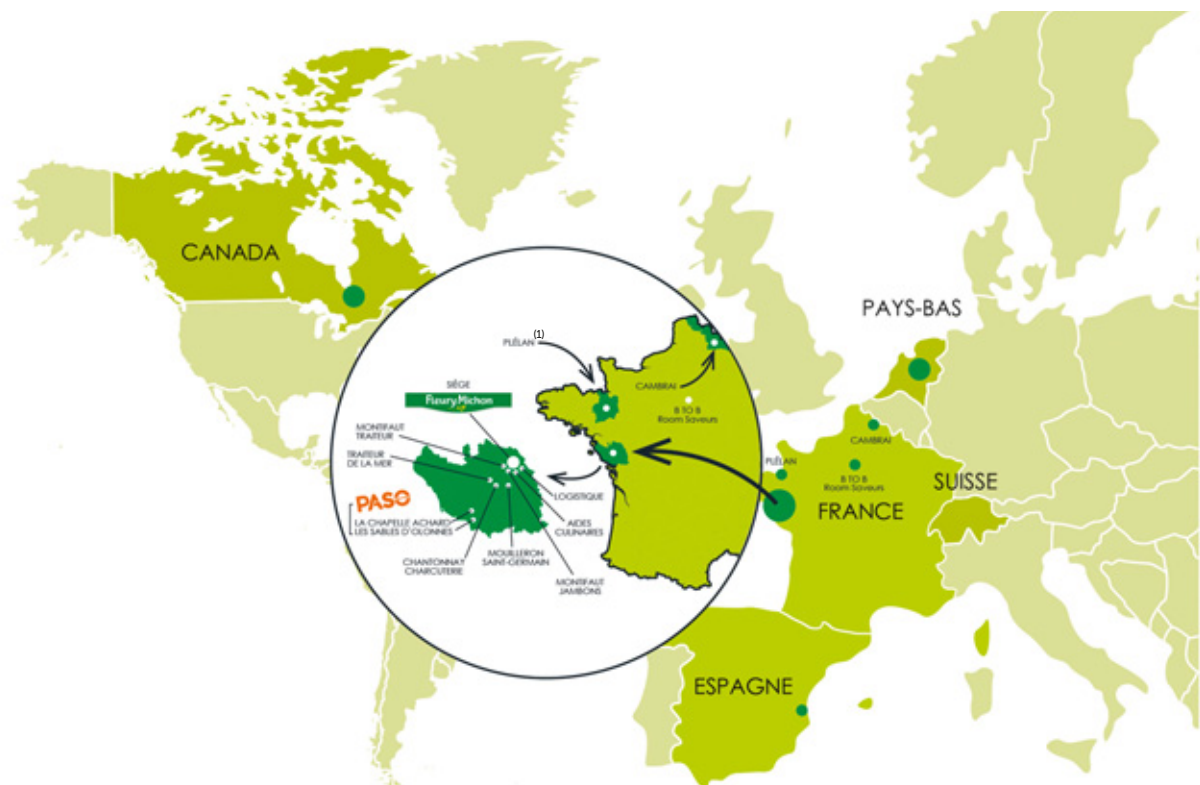 CANADA
PAYS-BAS
PLÉLAN (1)
CAMBRAI
B TO B
Room Saveurs
SIÈGE
Fleury Michon
MONTIFAUT
TRAITEUR
TRAITEUR
DE LA MER
PASO
LA CHAPELLE ACHARD
LES SABLES D'OLONNES
CHANTONNAY
CHARCUTERIE
MOUILLERON
SAINT-GERMAIN
MONTIFAUT
JAMBONS
AIDES
CULINAIRES
LOGISTIQUE
CAMBRAI
PLÉLAN
B TO B
Room Saveurs
FRANCE
SUISSE
ESPAGNE